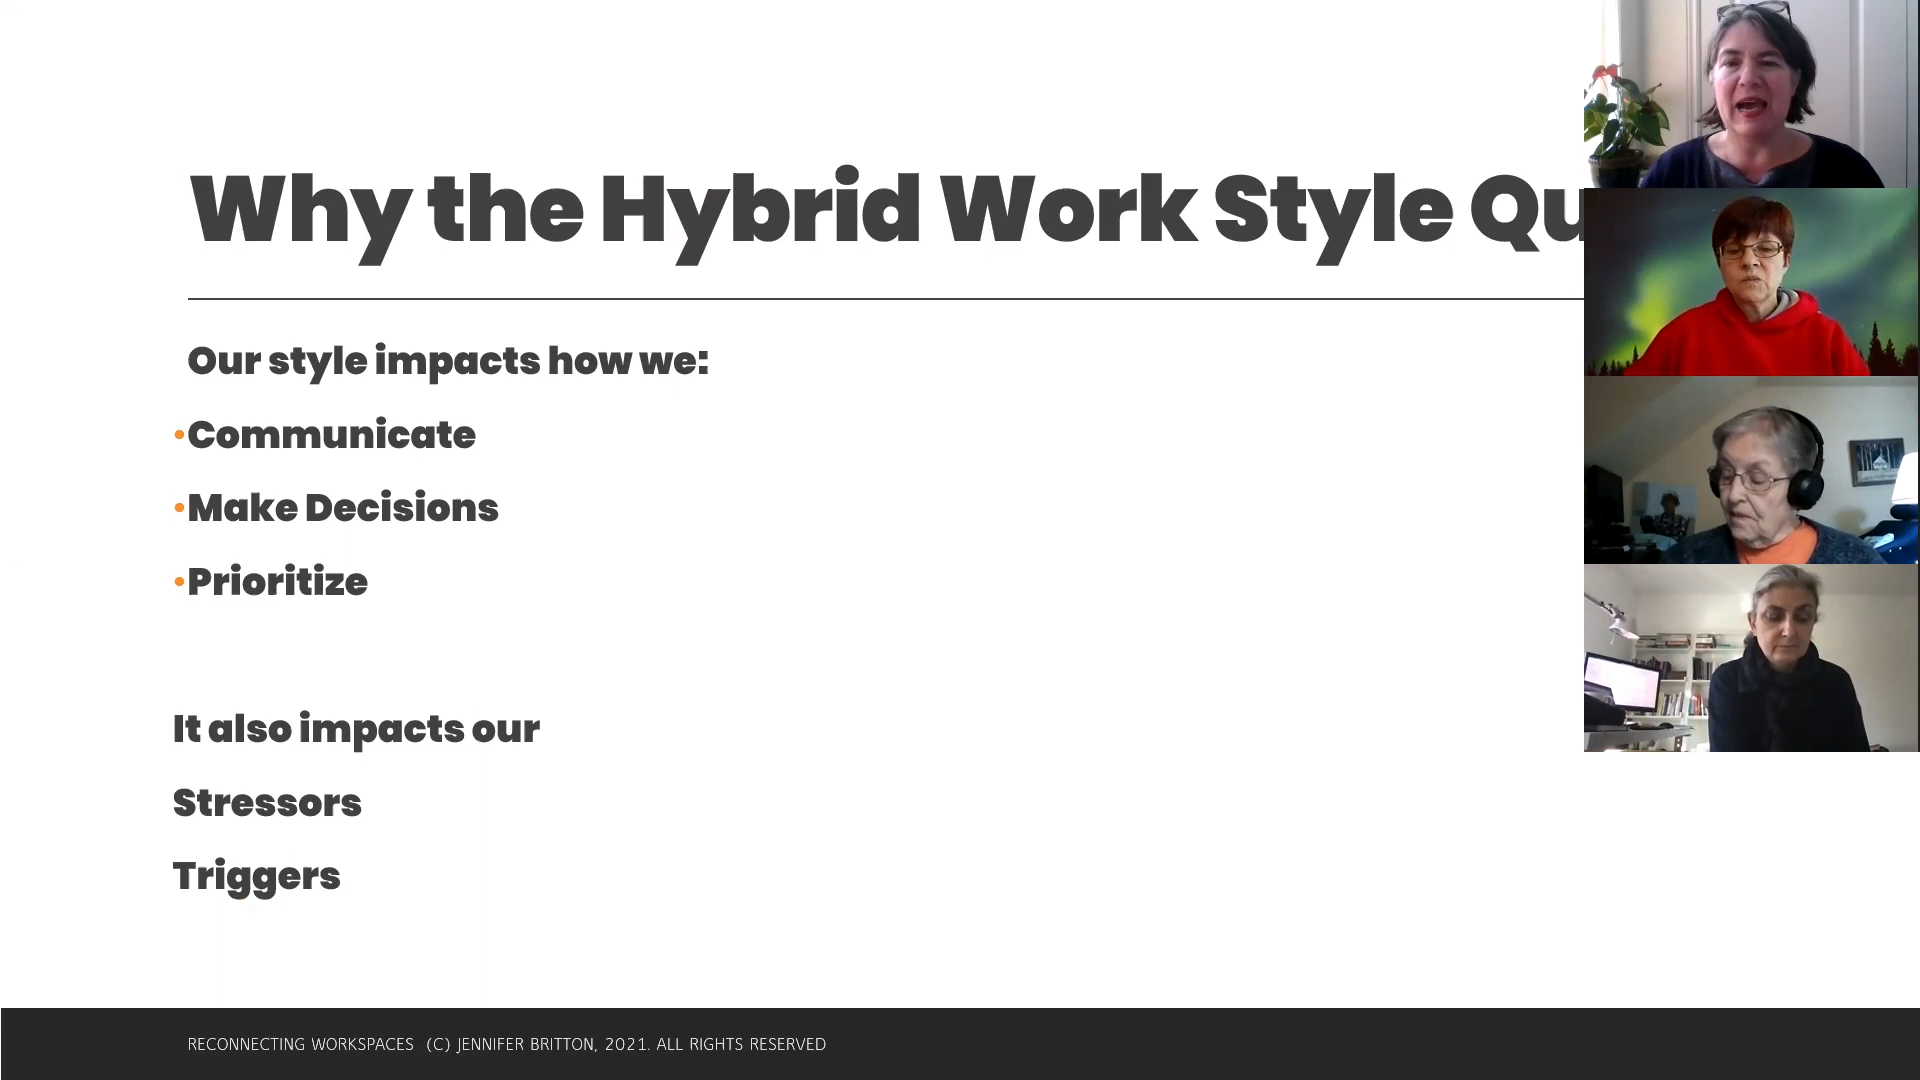 Why the Hybrid Work Style Qu
Our style impacts how we:
•Communicate
•Make Decisions
•Prioritize
It also impacts our
Stressors
Triggers
RECONNECTING WORKSPACES (C) JENNIFER BRITTON, 2021. ALL RIGHTS RESERVED